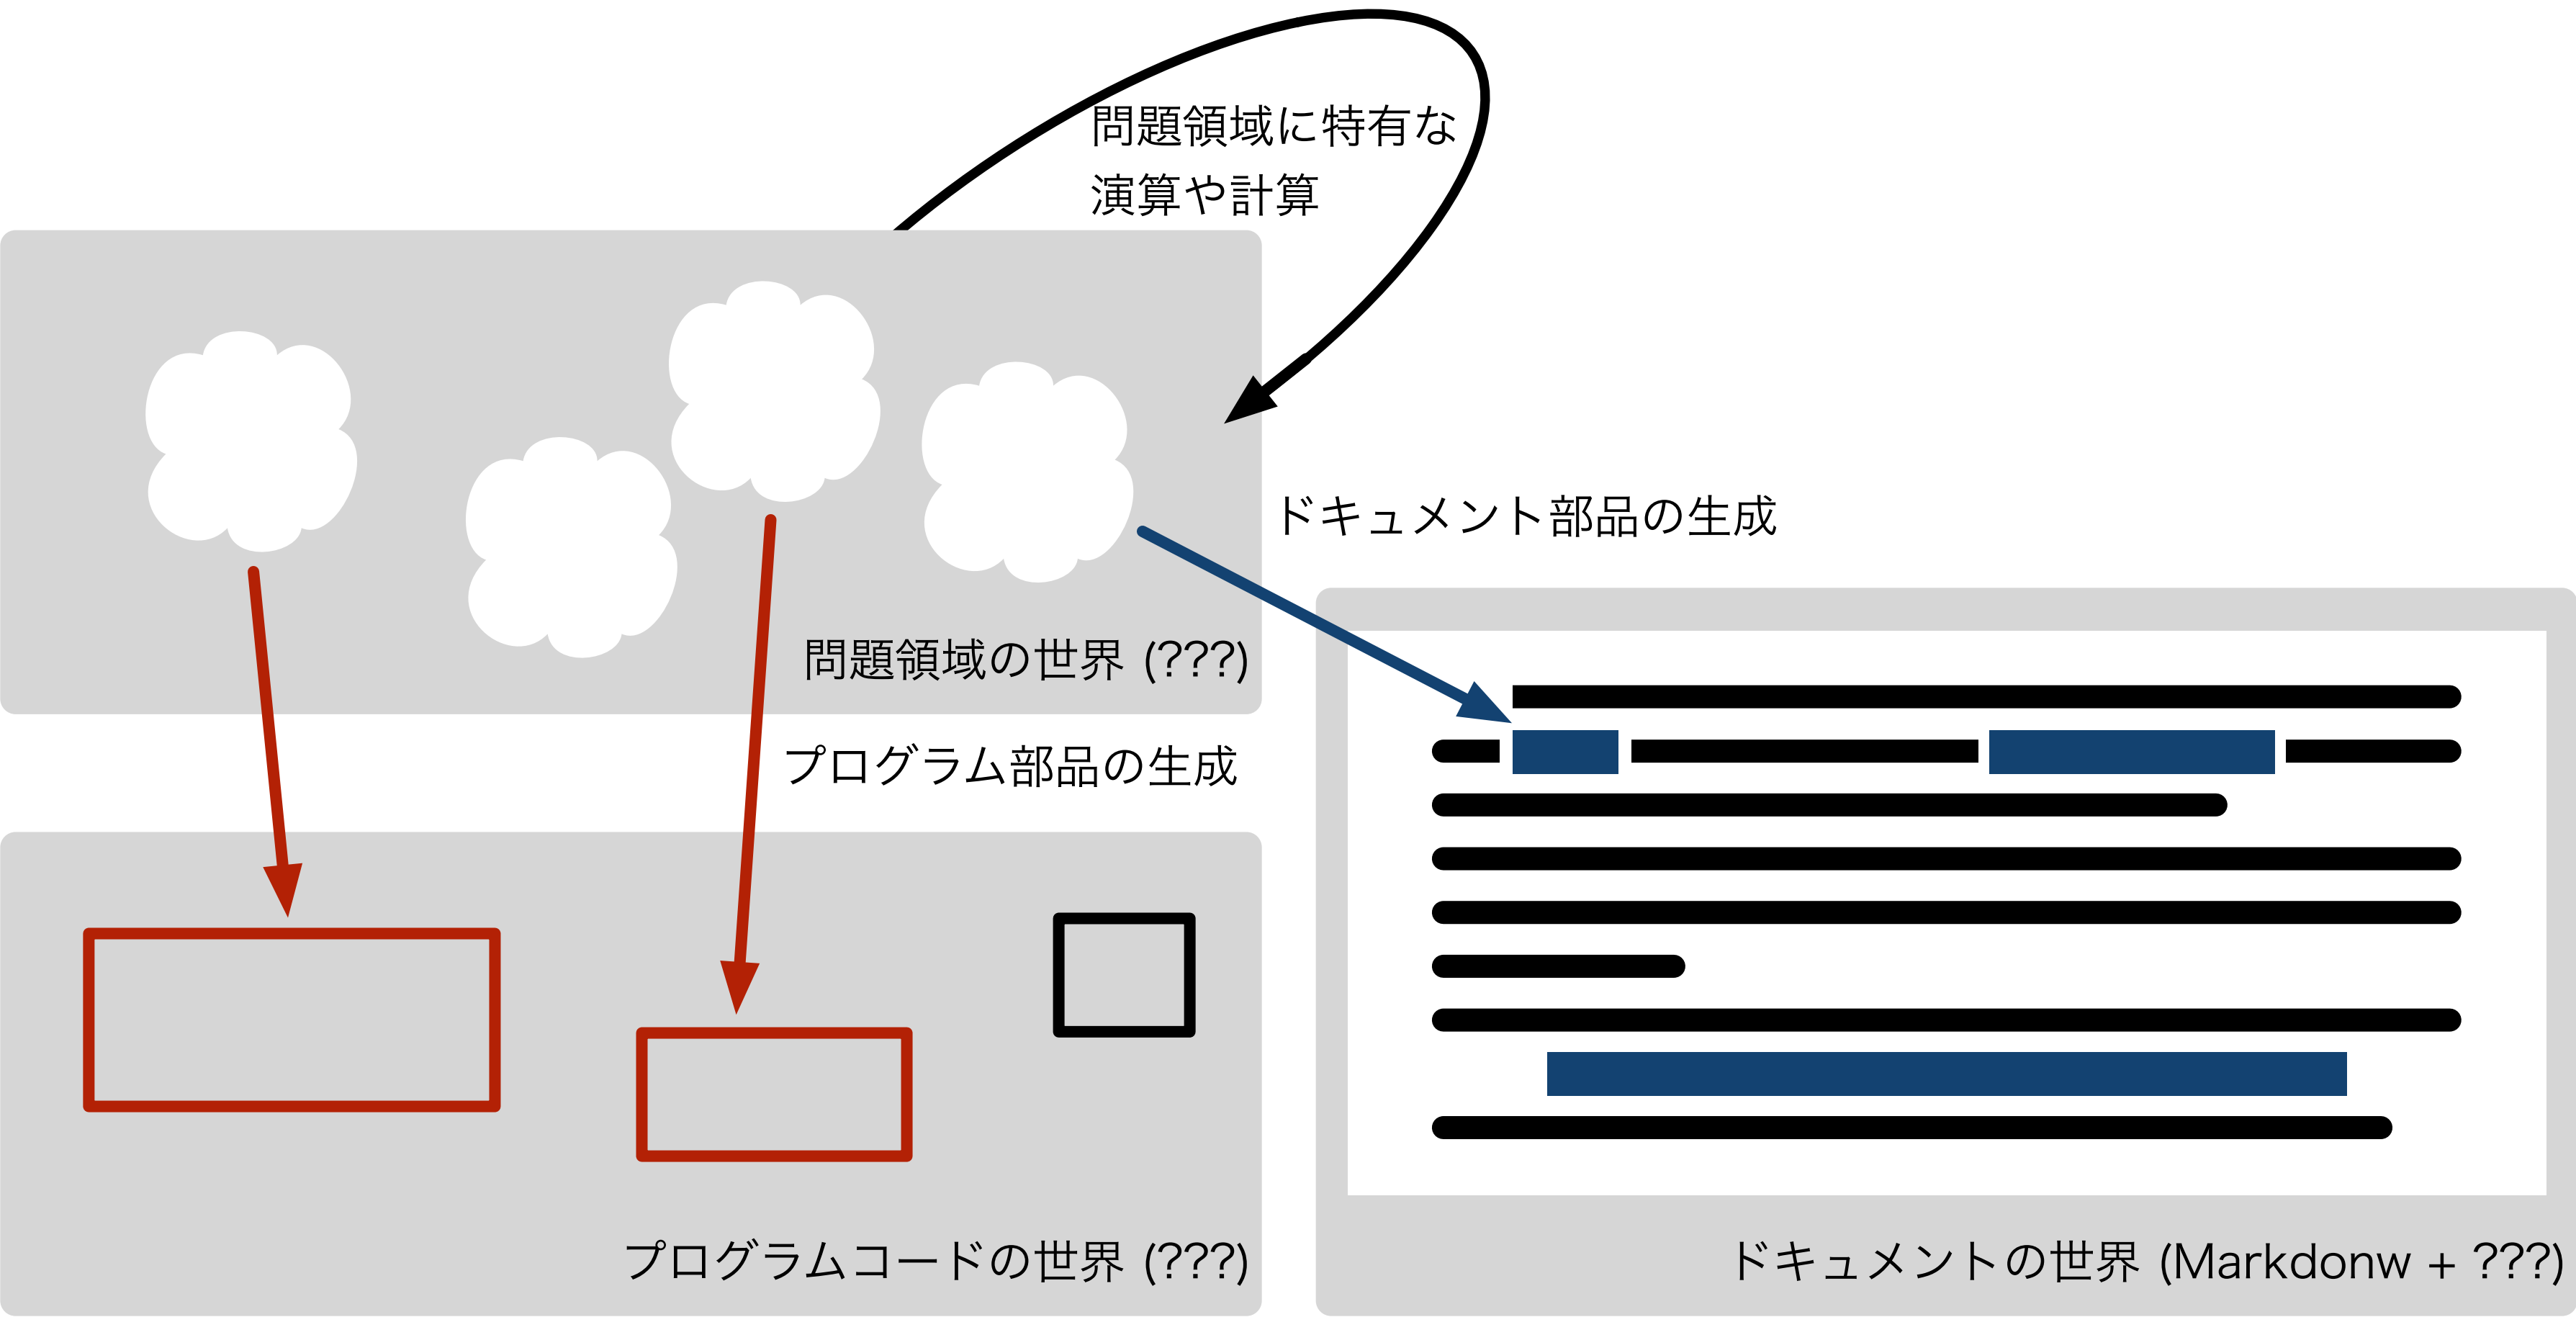 問題領域に特有な
演算や計算
ドキュメント部品の生成
問題領域の世界 (???)
プログラム部品の生成
プログラムコードの世界 (???)
ドキュメントの世界 (Markdonw + ???)